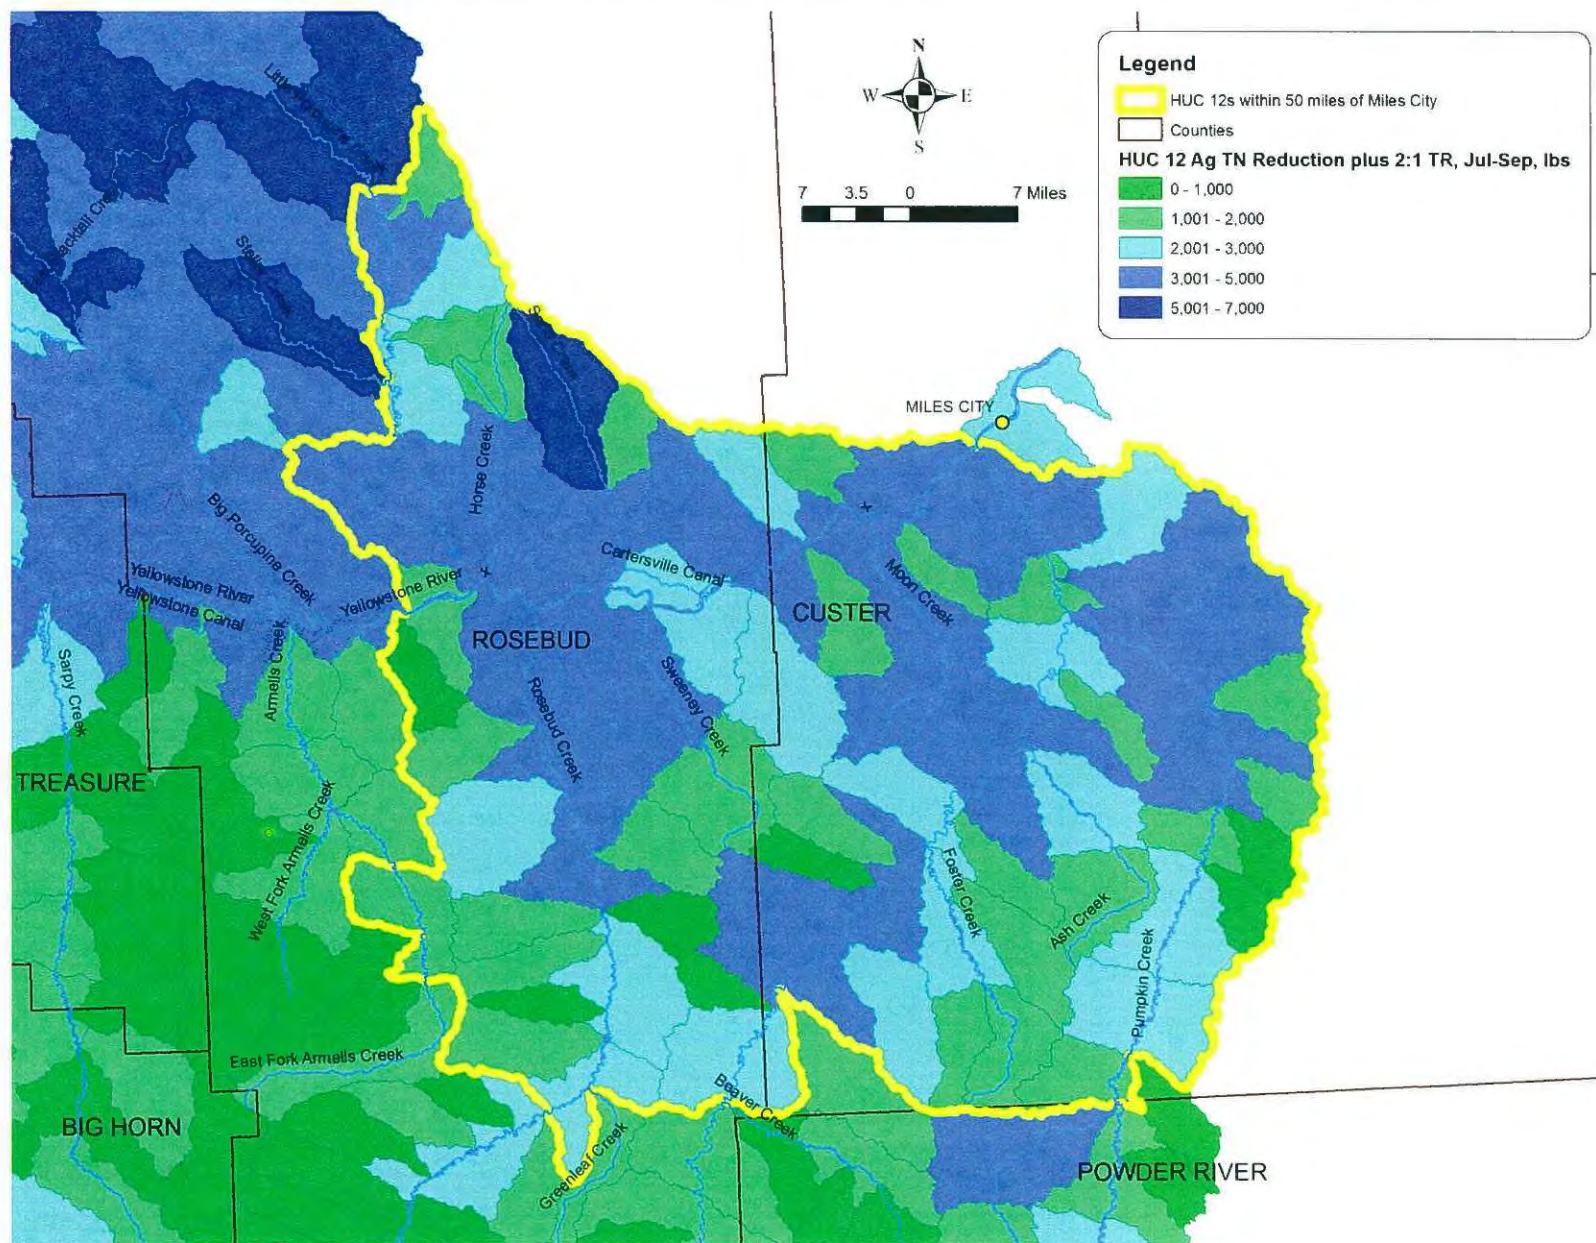 N
W E
S
7 3.5 0 7 Miles
Legend
HUC 12s within 50 miles of Miles City
Counties
HUC 12 Ag TN Reduction plus 2:1 TR, Jul-Sep, lbs
0 - 1,000
1,001 - 2,000
2,001 - 3,000
3,001 - 5,000
5,001 - 7,000
MILES CITY
Horse Creek
Big Porcupine Creek
Cartersville Canal
Yellowstone River
Yellowstone Canal
Yellowstone River
Moon Creek
CUSTER
ROSEBUD
Armells Creek
Sarpy Creek
Sweeney Creek
Rosebud Creek
TREASURE
West Fork Armells Creek
Foster Creek
Ash Creek
Pumpkin Creek
East Fork Armells Creek
Beaver Creek
BIG HORN
Greenleaf Creek
POWDER RIVER